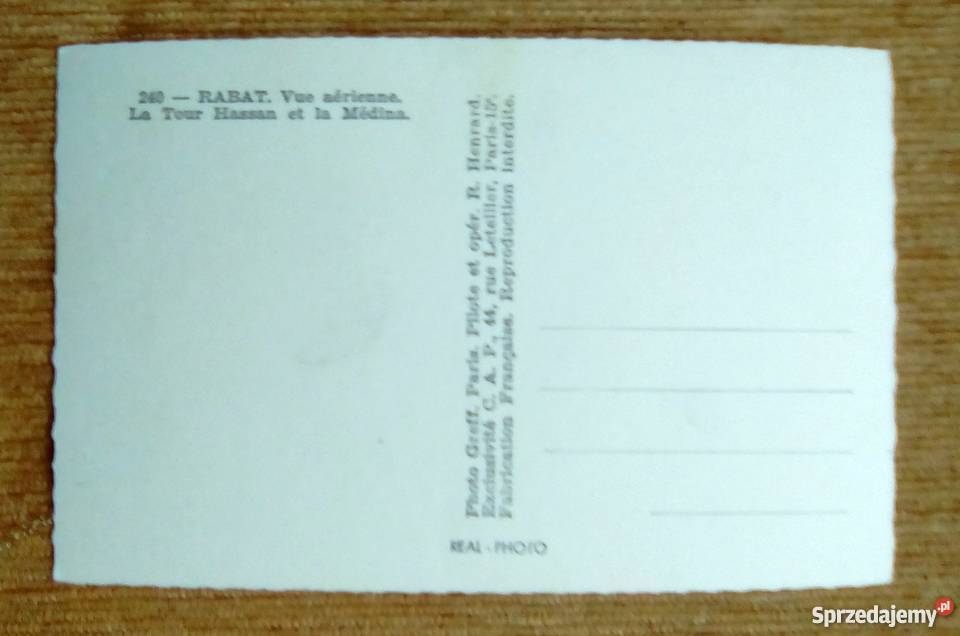 240 — RABAT. Vue aérienne.
La Tour Hassan et la Médina.
Photo Greff, Paris. Pilote et opér. R. Henrard.
Exclusivité C. A. P., 44, rue Letellier, Paris-15e.
Fabrication Française. Reproduction interdite.
REAL - PHOTO
Sprzedajemy.pl